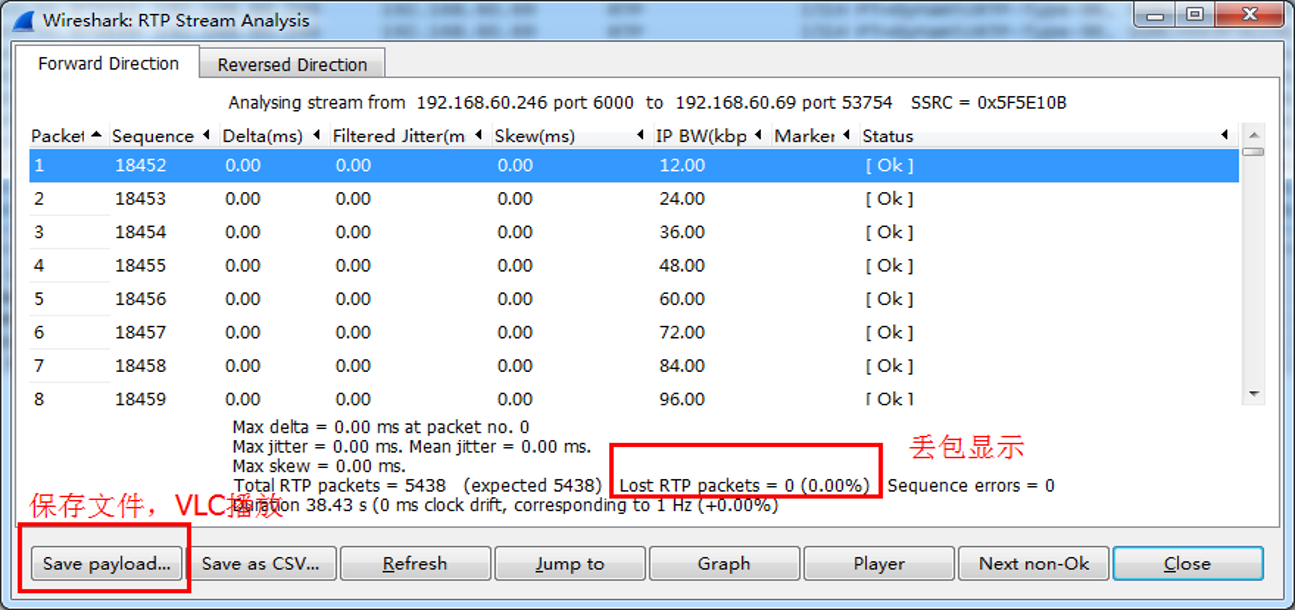 Wireshark: RTP Stream Analysis
Forward Direction Reversed Direction
Analysing stream from 192.168.60.246 port 6000 to 192.168.60.69 port 53754 SSRC = 0x5F5E10B
Packet Sequence Delta(ms) Filtered Jitter(m Skew(ms) IP BW(kbp Marker Status
1 18452 0.00 0.00 0.00 12.00 [ Ok ]
2 18453 0.00 0.00 0.00 24.00 [ Ok ]
3 18454 0.00 0.00 0.00 36.00 [ Ok ]
4 18455 0.00 0.00 0.00 48.00 [ Ok ]
5 18456 0.00 0.00 0.00 60.00 [ Ok ]
6 18457 0.00 0.00 0.00 72.00 [ Ok ]
7 18458 0.00 0.00 0.00 84.00 [ Ok ]
8 18459 0.00 0.00 0.00 96.00 [ Ok ]
Max delta = 0.00 ms at packet no. 0
Max jitter = 0.00 ms. Mean jitter = 0.00 ms.
丢包显示
Max skew = 0.00 ms.
Total RTP packets = 5438 (expected 5438) Lost RTP packets = 0 (0.00%) Sequence errors = 0
保存文件，VLC播放
Duration 38.43 s (0 ms clock drift, corresponding to 1 Hz (+0.00%)
Save payload... Save as CSV... Refresh Jump to Graph Player Next non-Ok Close